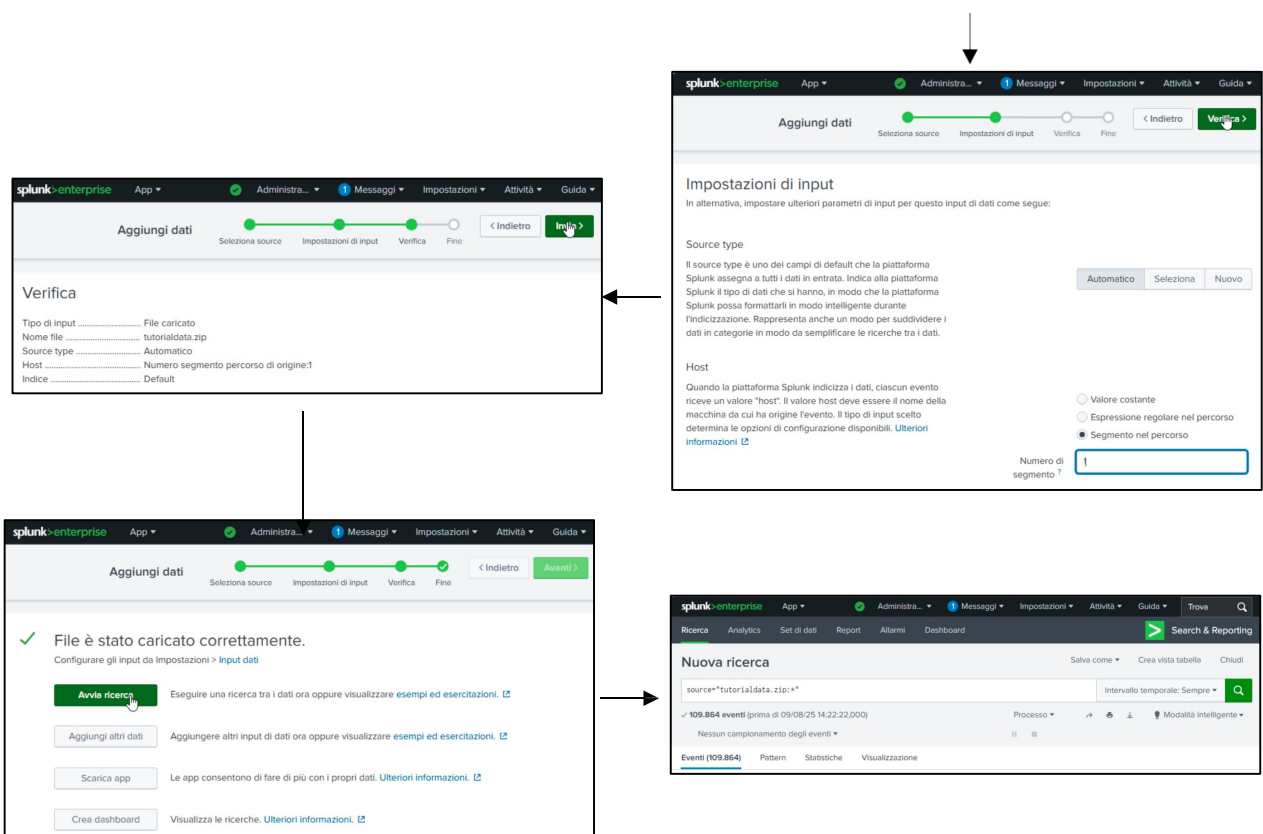 splunk>enterprise App Administra... 1 Messaggi Impostazioni Attività Guida
Aggiungi dati
Seleziona source Impostazioni di input Verifica Fine
< Indietro Verifica >
Impostazioni di input
In alternativa, impostare ulteriori parametri di input per questo input di dati come segue:
Source type
Il source type è uno dei campi di default che la piattaforma
Splunk assegna a tutti i dati in entrata. Indica alla piattaforma
Splunk il tipo di dati che si hanno, in modo che la piattaforma
Splunk possa formattarli in modo intelligente durante
l'indicizzazione. Rappresenta anche un modo per suddividere i
dati in categorie in modo da semplificare le ricerche tra i dati.
Automatico Seleziona Nuovo
Host
Quando la piattaforma Splunk indicizza i dati, ciascun evento
riceve un valore "host". Il valore host deve essere il nome della
macchina da cui ha origine l'evento. Il tipo di input scelto
determina le opzioni di configurazione disponibili. Ulteriori
informazioni
Valore costante
Espressione regolare nel percorso
Segmento nel percorso
Numero di
segmento ?
1
splunk>enterprise App Administra... 1 Messaggi Impostazioni Attività Guida
Aggiungi dati
Seleziona source Impostazioni di input Verifica Fine
< Indietro Invia >
Verifica
Tipo di input ............................ File caricato
Nome file ................................. tutorialdata.zip
Source type ............................ Automatico
Host .......................................... Numero segmento percorso di origine:1
Indice ........................................ Default
splunk>enterprise App Administra... 1 Messaggi Impostazioni Attività Guida
Aggiungi dati
Seleziona source Impostazioni di input Verifica Fine
< Indietro Avanti >
File è stato caricato correttamente.
Configurare gli input da Impostazioni > Input dati
Avvia ricerca Eseguire una ricerca tra i dati ora oppure visualizzare esempi ed esercitazioni.
Aggiungi altri dati Aggiungere altri input di dati ora oppure visualizzare esempi ed esercitazioni.
Scarica app Le app consentono di fare di più con i propri dati. Ulteriori informazioni.
Crea dashboard Visualizza le ricerche. Ulteriori informazioni.
splunk>enterprise App Administra... 1 Messaggi Impostazioni Attività Guida Trova
Ricerca Analytics Set di dati Report Allarmi Dashboard > Search & Reporting
Nuova ricerca Salva come Crea vista tabella Chiudi
source="tutorialdata.zip:*" Intervallo temporale: Sempre
109.864 eventi (prima di 09/08/25 14:22:22,000) Processo Modalità intelligente
Nessun campionamento degli eventi
Eventi (109.864) Pattern Statistiche Visualizzazione